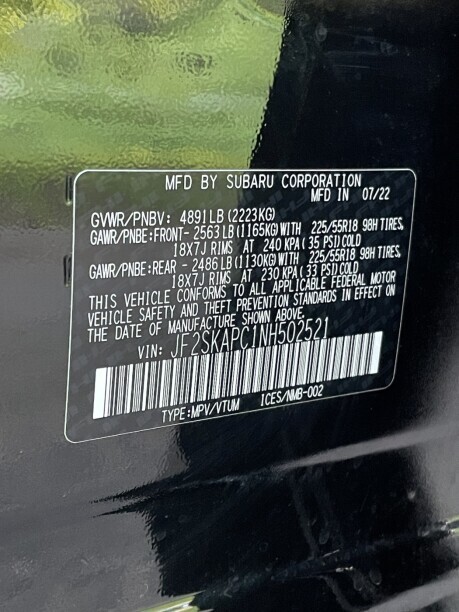 MFD BY SUBARU CORPORATION
MFD IN 07/22
GVWR/PNBV: 4891LB(2223KG)
GAWR/PNBE:FRONT- 2563LB(1165KG)WITH 225/55R18 98H TIRES,
18X7J RIMS AT 240 KPA(35 PSI)COLD
GAWR/PNBE:REAR - 2486LB(1130KG)WITH 225/55R18 98H TIRES,
18X7J RIMS AT 230 KPA(33 PSI)COLD
THIS VEHICLE CONFORMS TO ALL APPLICABLE FEDERAL MOTOR
VEHICLE SAFETY AND THEFT PREVENTION STANDARDS IN EFFECT ON
THE DATE OF MANUFACTURE SHOWN ABOVE.
VIN: JF2SKAPC1NH502521
TYPE:MPV/VTUM ICES/NMB-002